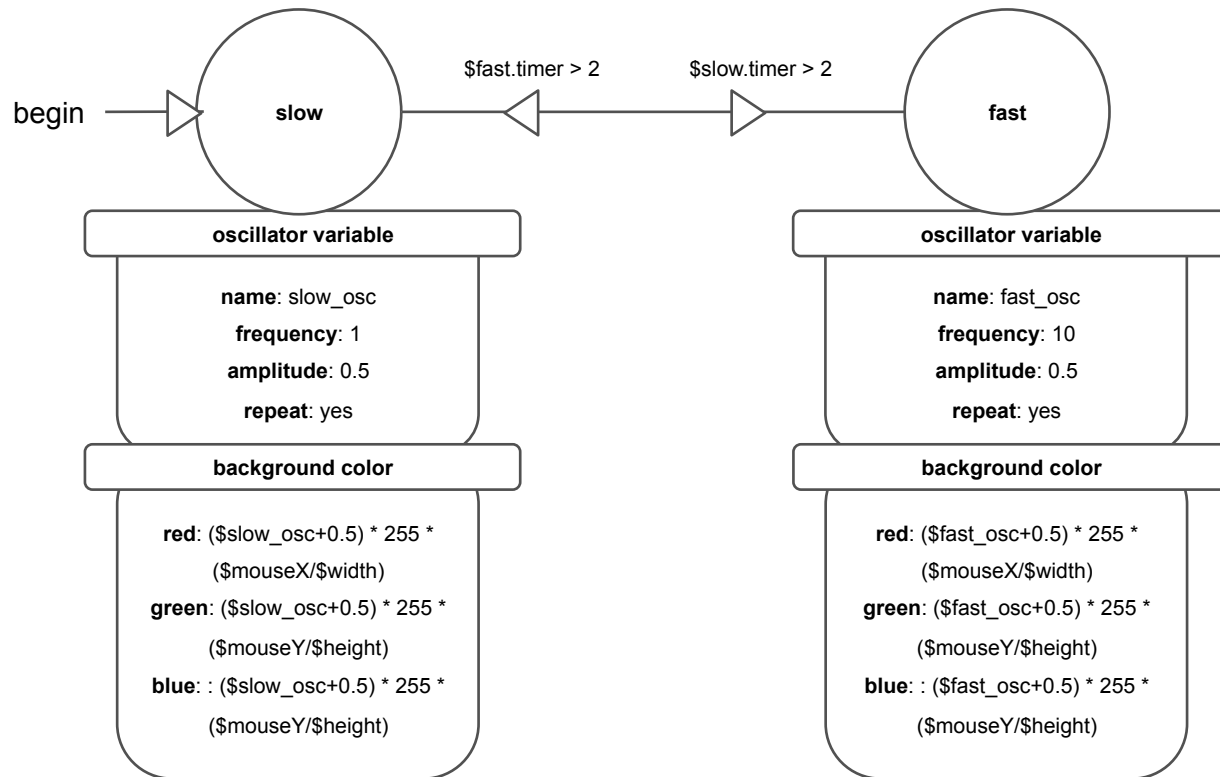 $fast.timer > 2
$slow.timer > 2
begin
slow
fast
oscillator variable
name: slow_osc
frequency: 1
amplitude: 0.5
repeat: yes
background color
red: ($slow_osc+0.5) * 255 *
($mouseX/$width)
green: ($slow_osc+0.5) * 255 *
($mouseY/$height)
blue: : ($slow_osc+0.5) * 255 *
($mouseY/$height)
oscillator variable
name: fast_osc
frequency: 10
amplitude: 0.5
repeat: yes
background color
red: ($fast_osc+0.5) * 255 *
($mouseX/$width)
green: ($fast_osc+0.5) * 255 *
($mouseY/$height)
blue: : ($fast_osc+0.5) * 255 *
($mouseY/$height)